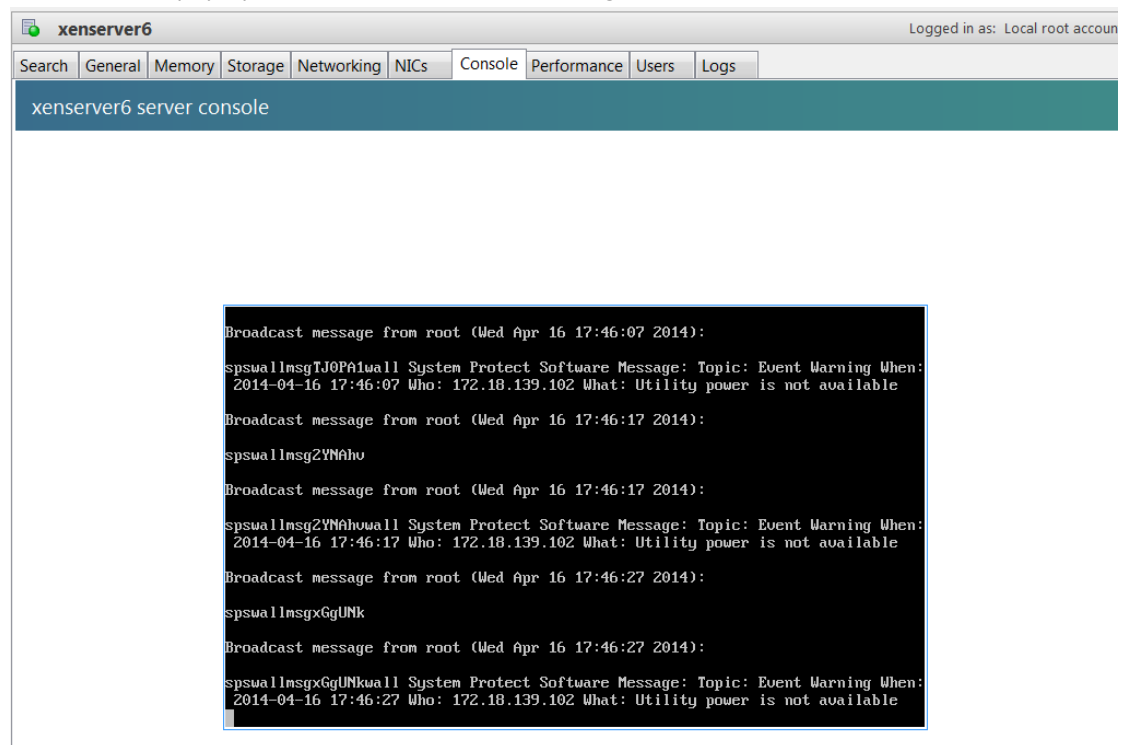 xenserver6 Logged in as: Local root accoun
Search General Memory Storage Networking NICs Console Performance Users Logs
xenserver6 server console
Broadcast message from root (Wed Apr 16 17:46:07 2014):
spswallmsgTJ0PA1wall System Protect Software Message: Topic: Event Warning When:
2014-04-16 17:46:07 Who: 172.18.139.102 What: Utility power is not available
Broadcast message from root (Wed Apr 16 17:46:17 2014):
spswallmsg2YNAhv
Broadcast message from root (Wed Apr 16 17:46:17 2014):
spswallmsg2YNAhvwall System Protect Software Message: Topic: Event Warning When:
2014-04-16 17:46:17 Who: 172.18.139.102 What: Utility power is not available
Broadcast message from root (Wed Apr 16 17:46:27 2014):
spswallmsgxGgUNk
Broadcast message from root (Wed Apr 16 17:46:27 2014):
spswallmsgxGgUNkwall System Protect Software Message: Topic: Event Warning When:
2014-04-16 17:46:27 Who: 172.18.139.102 What: Utility power is not available